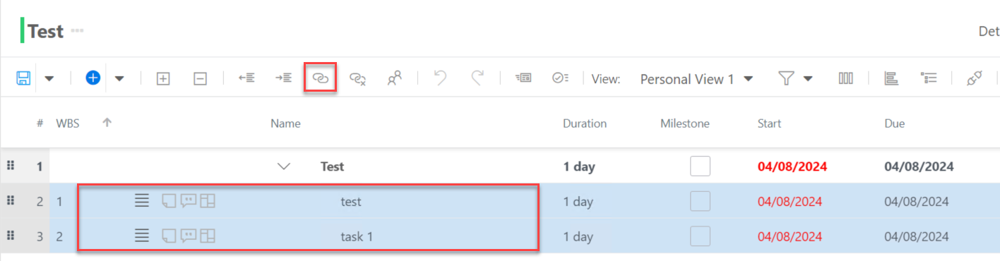 Test
Det
View: Personal View 1
# WBS Name Duration Milestone Start Due
1 Test 1 day 04/08/2024 04/08/2024
2 1 test 1 day 04/08/2024 04/08/2024
3 2 task 1 1 day 04/08/2024 04/08/2024